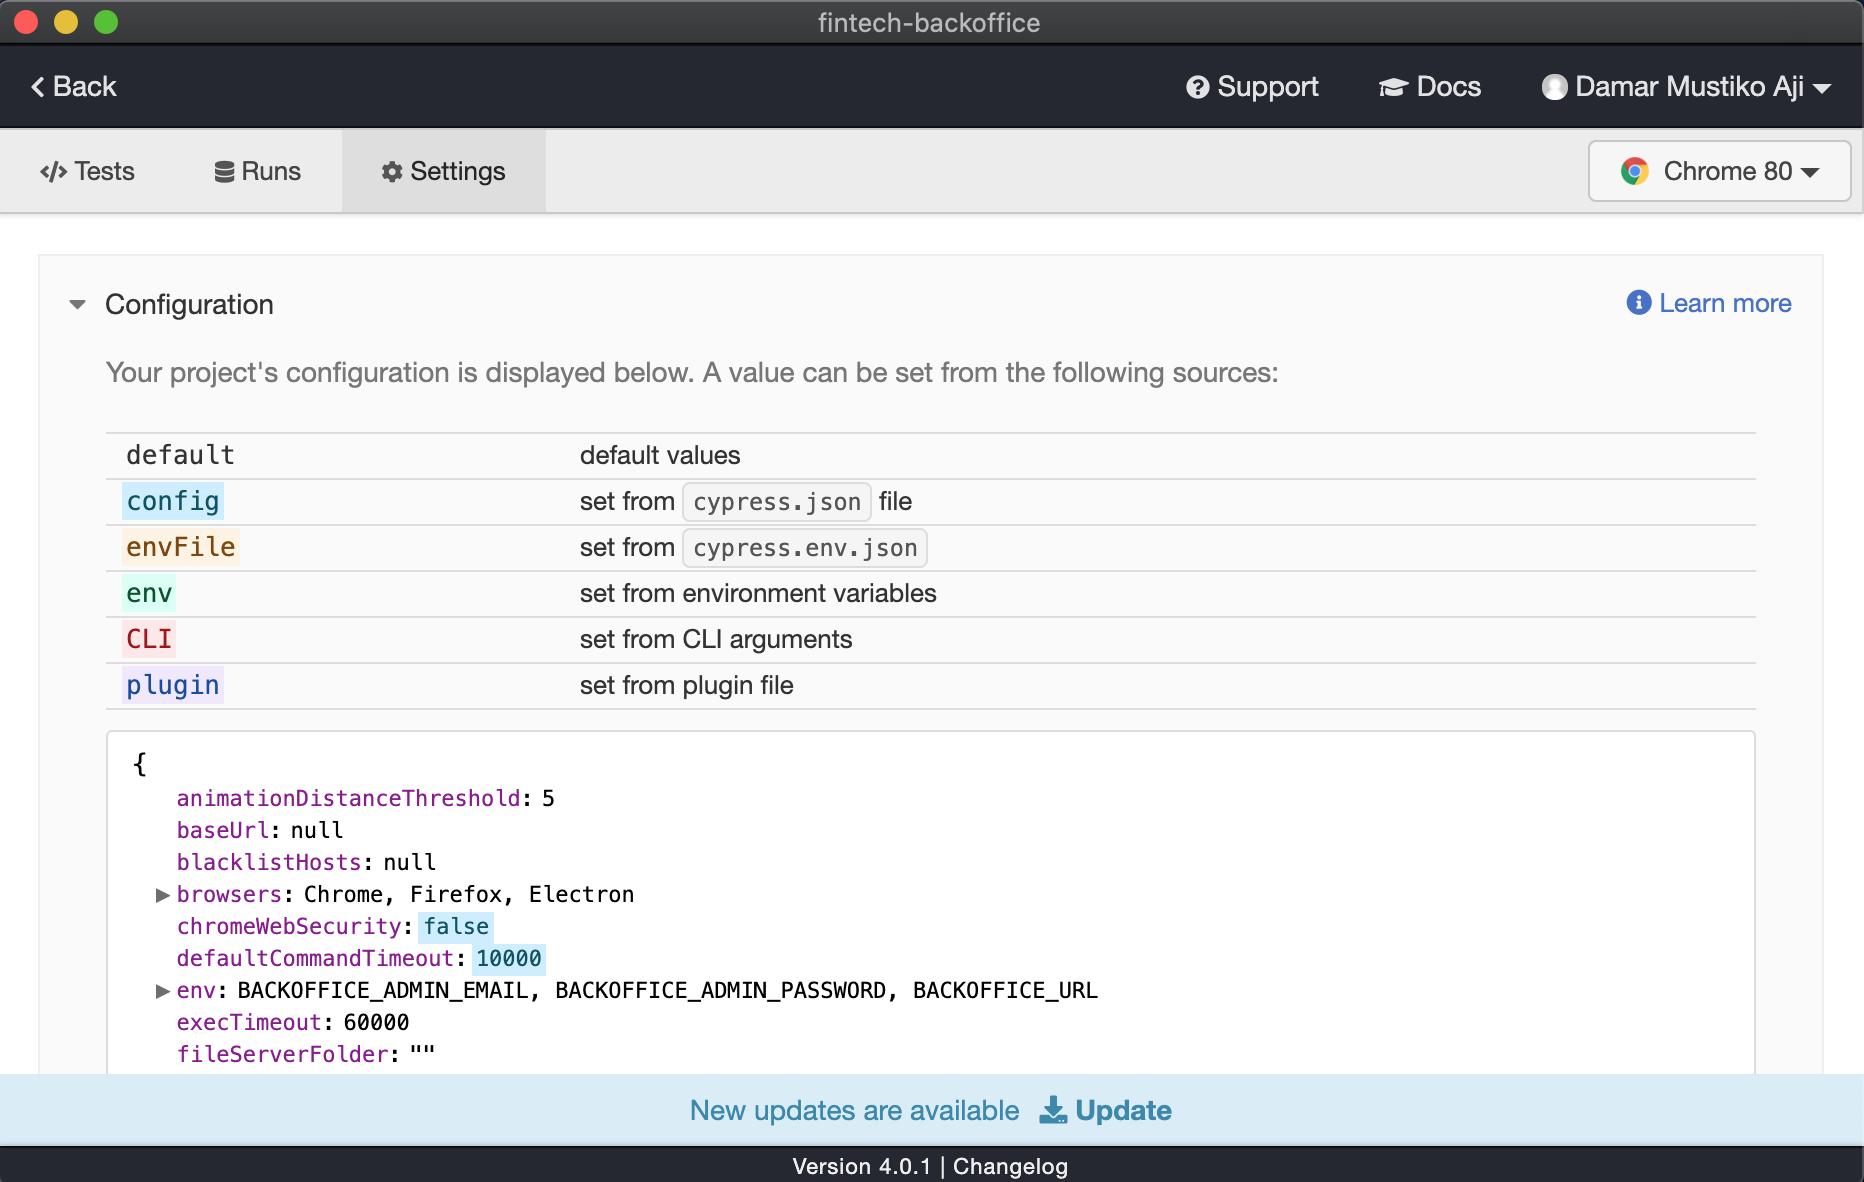 fintech-backoffice
Back Support Docs Damar Mustiko Aji
Tests Runs Settings Chrome 80
Configuration Learn more
Your project's configuration is displayed below. A value can be set from the following sources:
default default values
config set from cypress.json file
envFile set from cypress.env.json
env set from environment variables
CLI set from CLI arguments
plugin set from plugin file
{
animationDistanceThreshold: 5
baseUrl: null
blacklistHosts: null
browsers: Chrome, Firefox, Electron
chromeWebSecurity: false
defaultCommandTimeout: 10000
env: BACKOFFICE_ADMIN_EMAIL, BACKOFFICE_ADMIN_PASSWORD, BACKOFFICE_URL
execTimeout: 60000
fileServerFolder: ""
New updates are available Update
Version 4.0.1 | Changelog